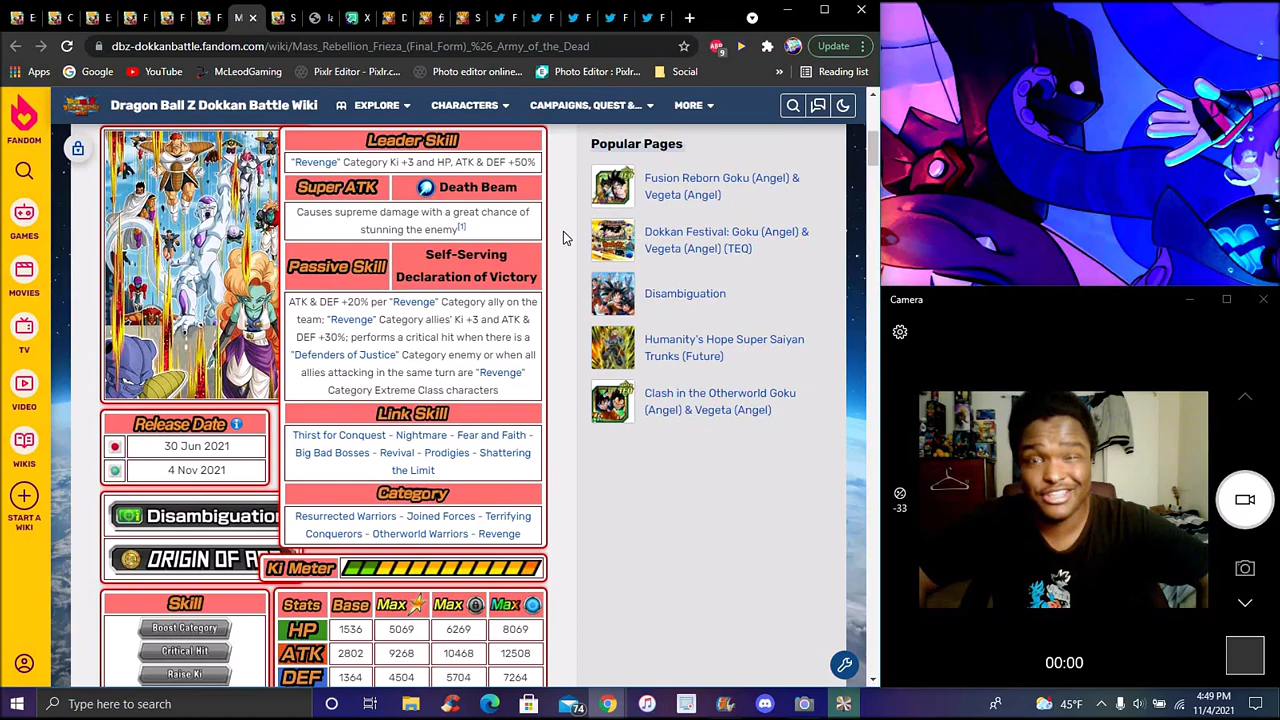 F
dbz-dokkanbattle.fandom.com/wiki/Mass_Rebellion_Frieza_(Final_Form)_%26_Army_of_the_Dead
9
Update
Apps
Google
YouTube
McLeodGaming
Pixlr Editor - Pixlr.c...
Photo editor online...
Photo Editor : Pixlr...
Social
»
Reading list
FANDOM
GAMES
MOVIES
TV
VIDEO
WIKIS
START A
WIKI
Dragon Ball Z Dokkan Battle Wiki
EXPLORE
CHARACTERS
CAMPAIGNS, QUEST &...
MORE
Leader Skill
"Revenge" Category Ki +3 and HP, ATK & DEF +50%
Super ATK
Death Beam
Causes supreme damage with a great chance of
stunning the enemy[1]
Passive Skill
Self-Serving
Declaration of Victory
ATK & DEF +20% per "Revenge" Category ally on the
team; "Revenge" Category allies' Ki +3 and ATK &
DEF +30%; performs a critical hit when there is a
"Defenders of Justice" Category enemy or when all
allies attacking in the same turn are "Revenge"
Category Extreme Class characters
Link Skill
Thirst for Conquest - Nightmare - Fear and Faith -
Big Bad Bosses - Revival - Prodigies - Shattering
the Limit
Category
Resurrected Warriors - Joined Forces - Terrifying
Conquerors - Otherworld Warriors - Revenge
Release Date
30 Jun 2021
4 Nov 2021
Disambiguation
ORIGIN OF
Ki Meter
Skill
Boost Category
Critical Hit
Raise Ki
Stats Base Max Max Max
HP 1536 5069 6269 8069
ATK 2802 9268 10468 12508
DEF 1364 4504 5704 7264
Popular Pages
Fusion Reborn Goku (Angel) &
Vegeta (Angel)
Dokkan Festival: Goku (Angel) &
Vegeta (Angel) (TEQ)
Disambiguation
Humanity's Hope Super Saiyan
Trunks (Future)
Clash in the Otherworld Goku
(Angel) & Vegeta (Angel)
Camera
-33
00:00
Type here to search
74
45°F
4:49 PM
11/4/2021